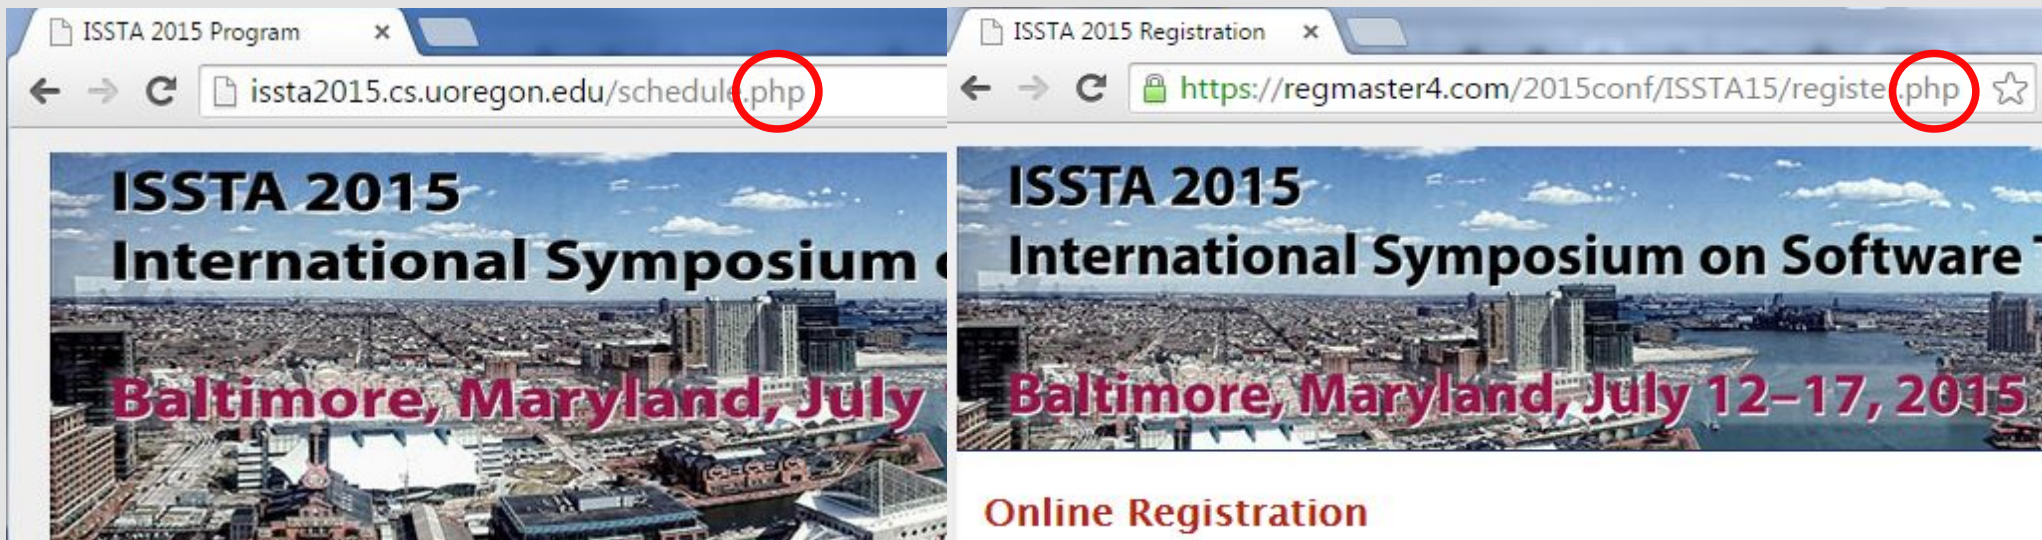 ISSTA 2015 Program
issta2015.cs.uoregon.edu/schedule.php
ISSTA 2015
International Symposium
Baltimore, Maryland, July
ISSTA 2015 Registration
https://regmaster4.com/2015conf/ISSTA15/register.php
ISSTA 2015
International Symposium on Software
Baltimore, Maryland, July 12–17, 2015
Online Registration